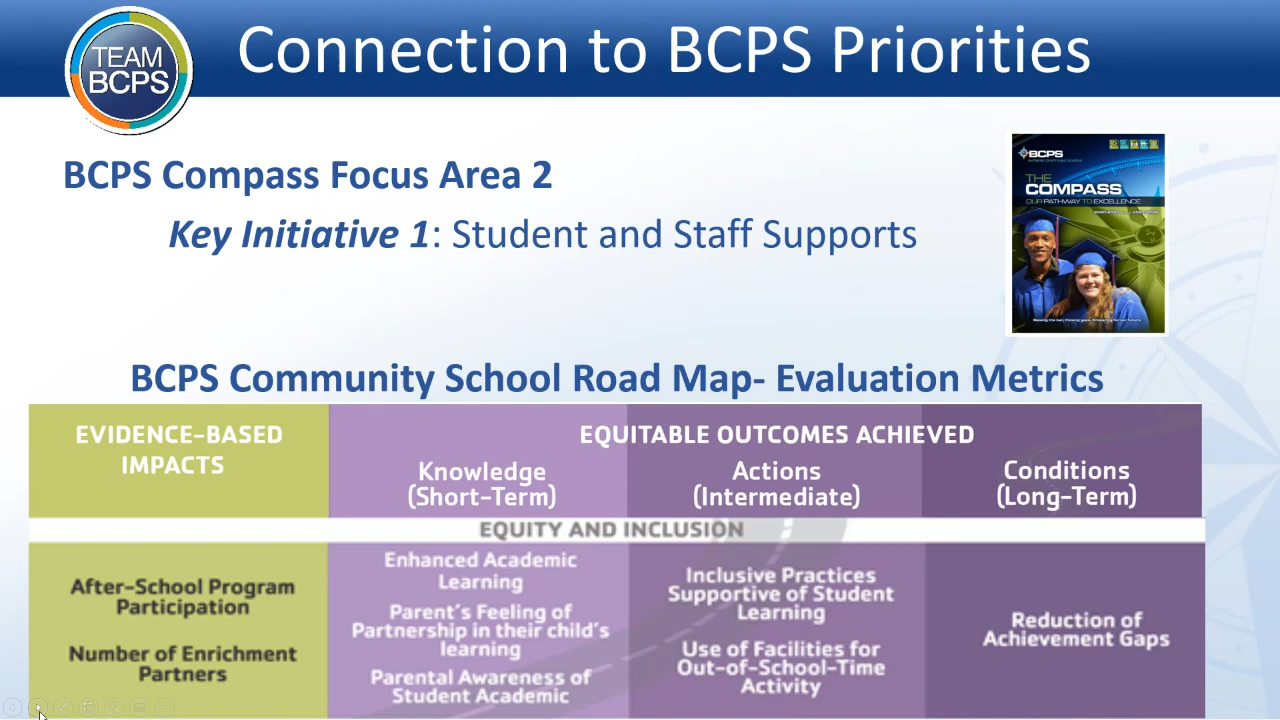 TEAM
BCPS
Connection to BCPS Priorities
BCPS Compass Focus Area 2
Key Initiative 1: Student and Staff Supports
BCPS
THE
COMPASS
OUR PATHWAY TO EXCELLENCE
BCPS Community School Road Map- Evaluation Metrics
EVIDENCE-BASED
IMPACTS
EQUITABLE OUTCOMES ACHIEVED
Knowledge
(Short-Term)
Actions
(Intermediate)
Conditions
(Long-Term)
EQUITY AND INCLUSION
After-School Program
Participation
Number of Enrichment
Partners
Enhanced Academic
Learning
Parent's Feeling of
Partnership in their child's
learning
Parental Awareness of
Student Academic
Inclusive Practices
Supportive of Student
Learning
Use of Facilities for
Out-of-School-Time
Activity
Reduction of
Achievement Gaps